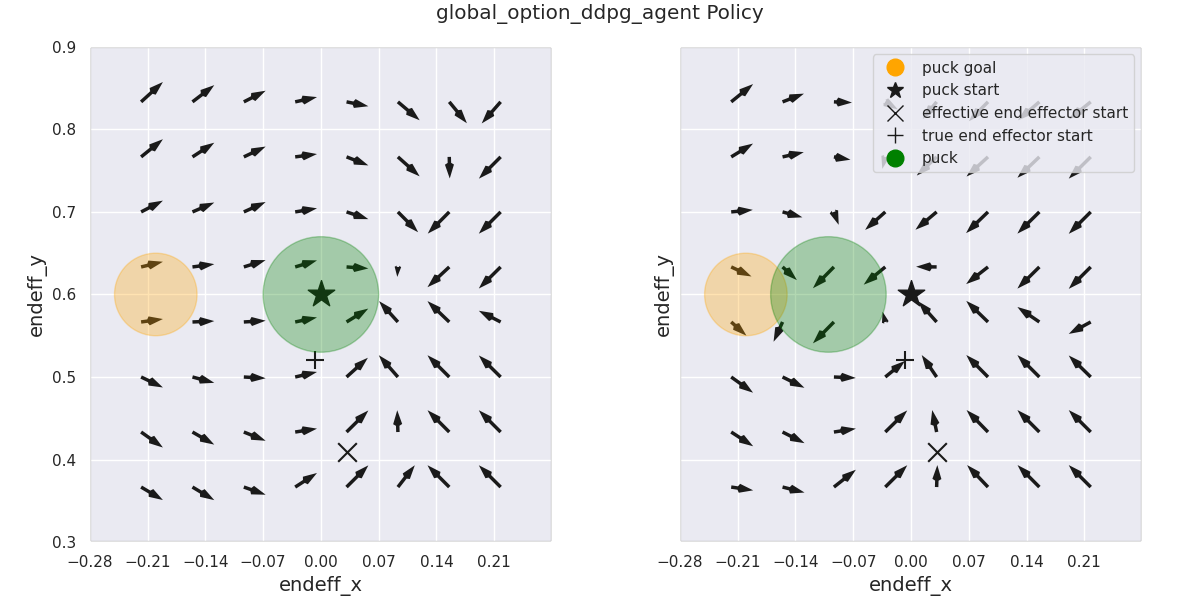 global_option_ddpg_agent Policy
0.9
0.8
0.7
0.6
0.5
0.4
0.3
endeff_y
−0.28 −0.21 −0.14 −0.07 0.00 0.07 0.14 0.21
endeff_x
puck goal
puck start
effective end effector start
true end effector start
puck
endeff_y
−0.28 −0.21 −0.14 −0.07 0.00 0.07 0.14 0.21
endeff_x